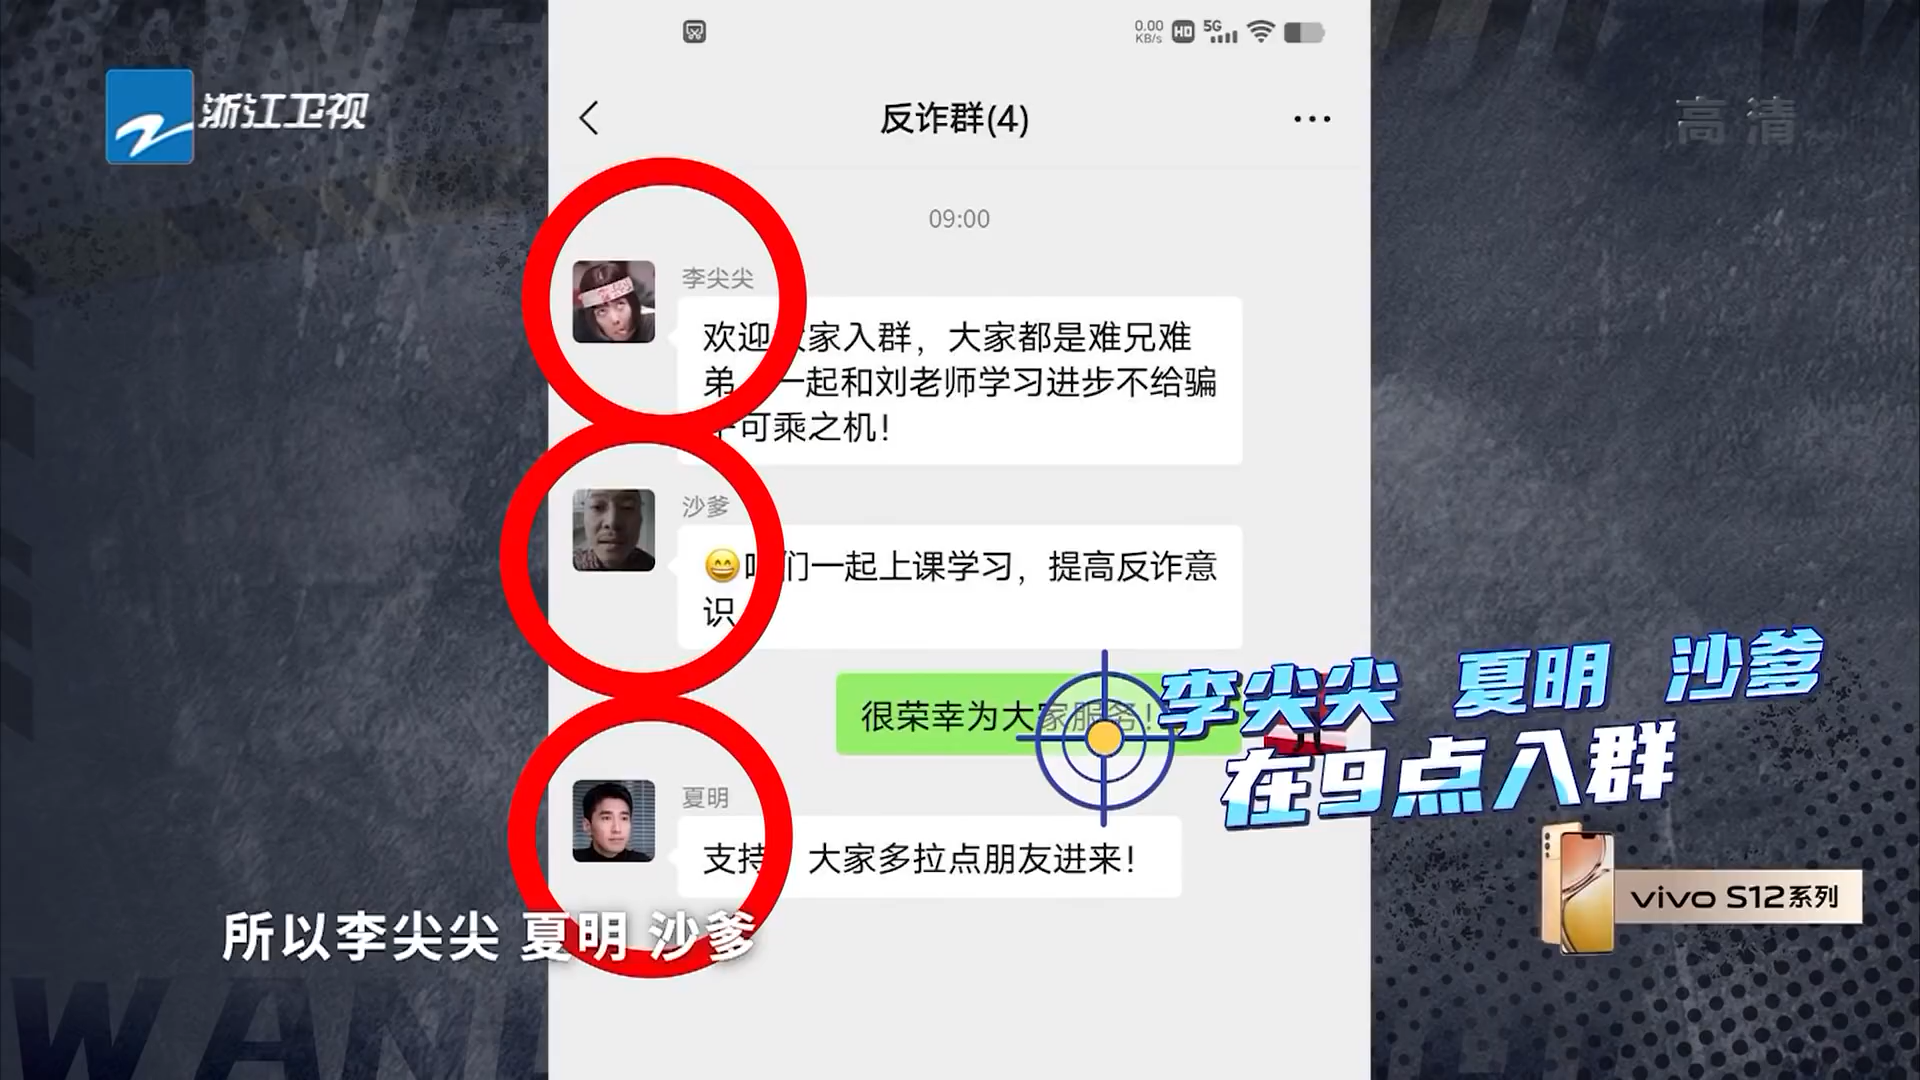 0.00
KB/s
HD
5G
浙江卫视
高清
反诈群(4)
09:00
李尖尖
欢迎 家入群，大家都是难兄难
弟 一起和刘老师学习进步不给骗
可乘之机！
沙爹
😄咱们一起上课学习，提高反诈意
识
很荣幸为大家服务！
李尖尖 夏明 沙爹
在9点入群
夏明
支持 大家多拉点朋友进来！
vivo S12系列
所以李尖尖 夏明 沙爹
WAN